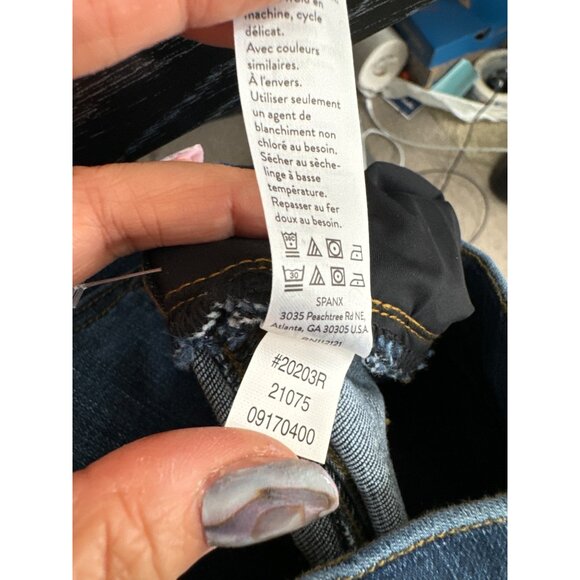 machine, cycle
délicat.
Avec couleurs
similaires.
À l'envers.
Utiliser seulement
un agent de
blanchiment non
chloré au besoin.
Sécher au sèche-
linge à basse
température.
Repasser au fer
doux au besoin.
30
SPANX
3035 Peachtree Rd NE,
Atlanta, GA 30305 U.S.A
#20203R
21075
09170400